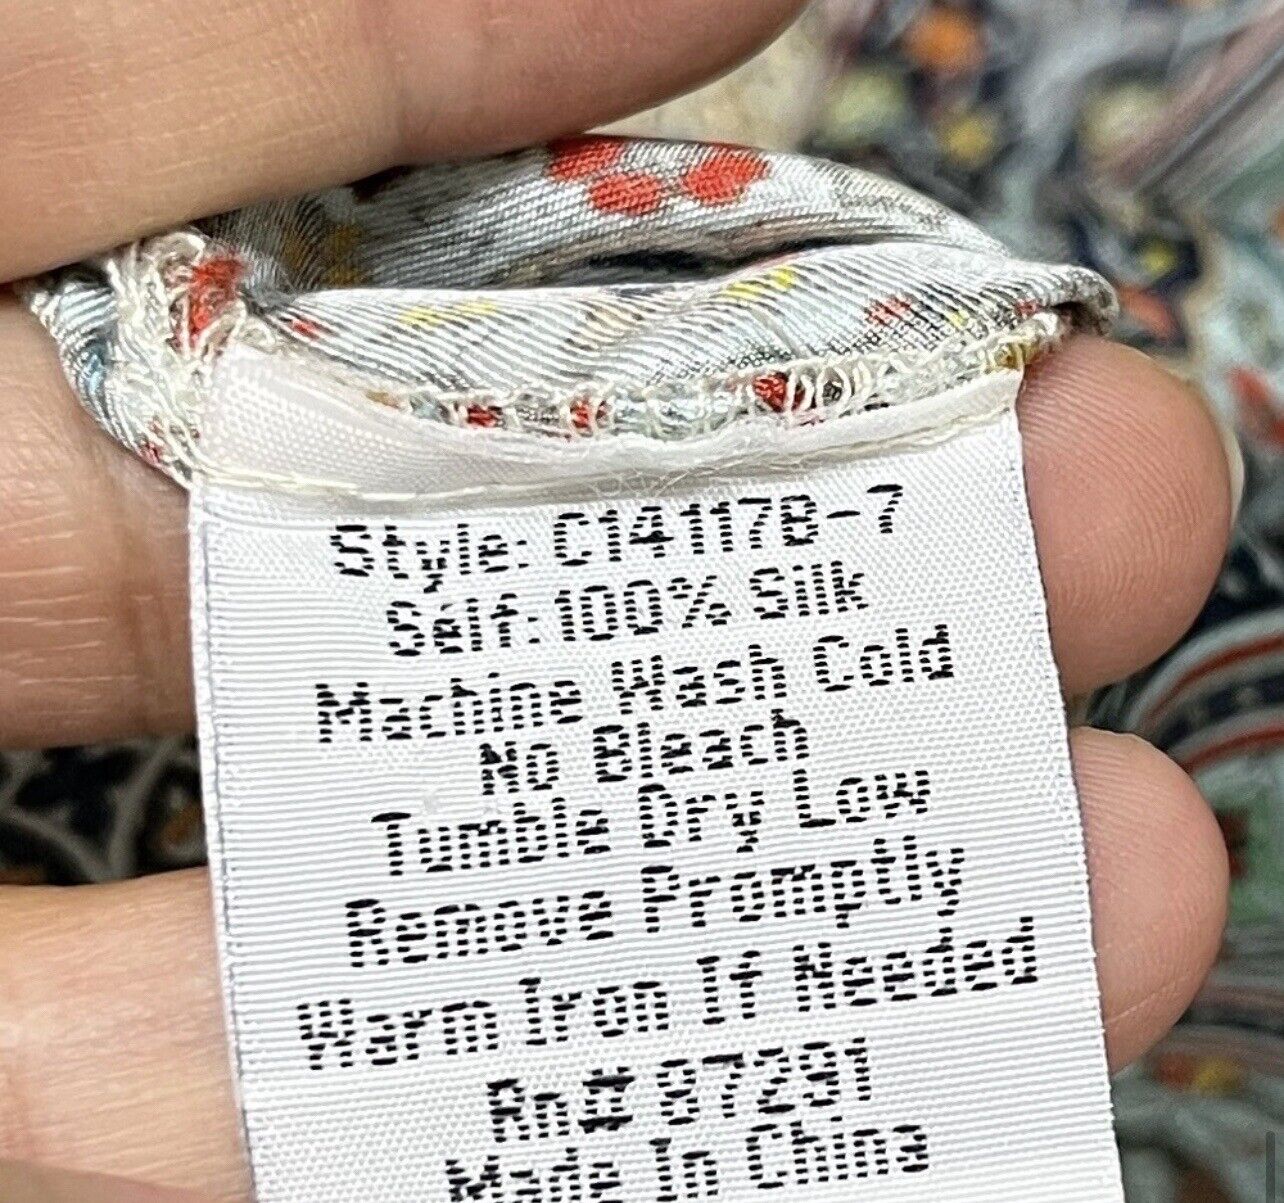 Style: C141178-7
Self: 100% Silk
Machine Wash Cold
No Bleach
Tumble Dry Low
Remove Promptly
Warm Iron If Needed
Rn# 87291
Made In China